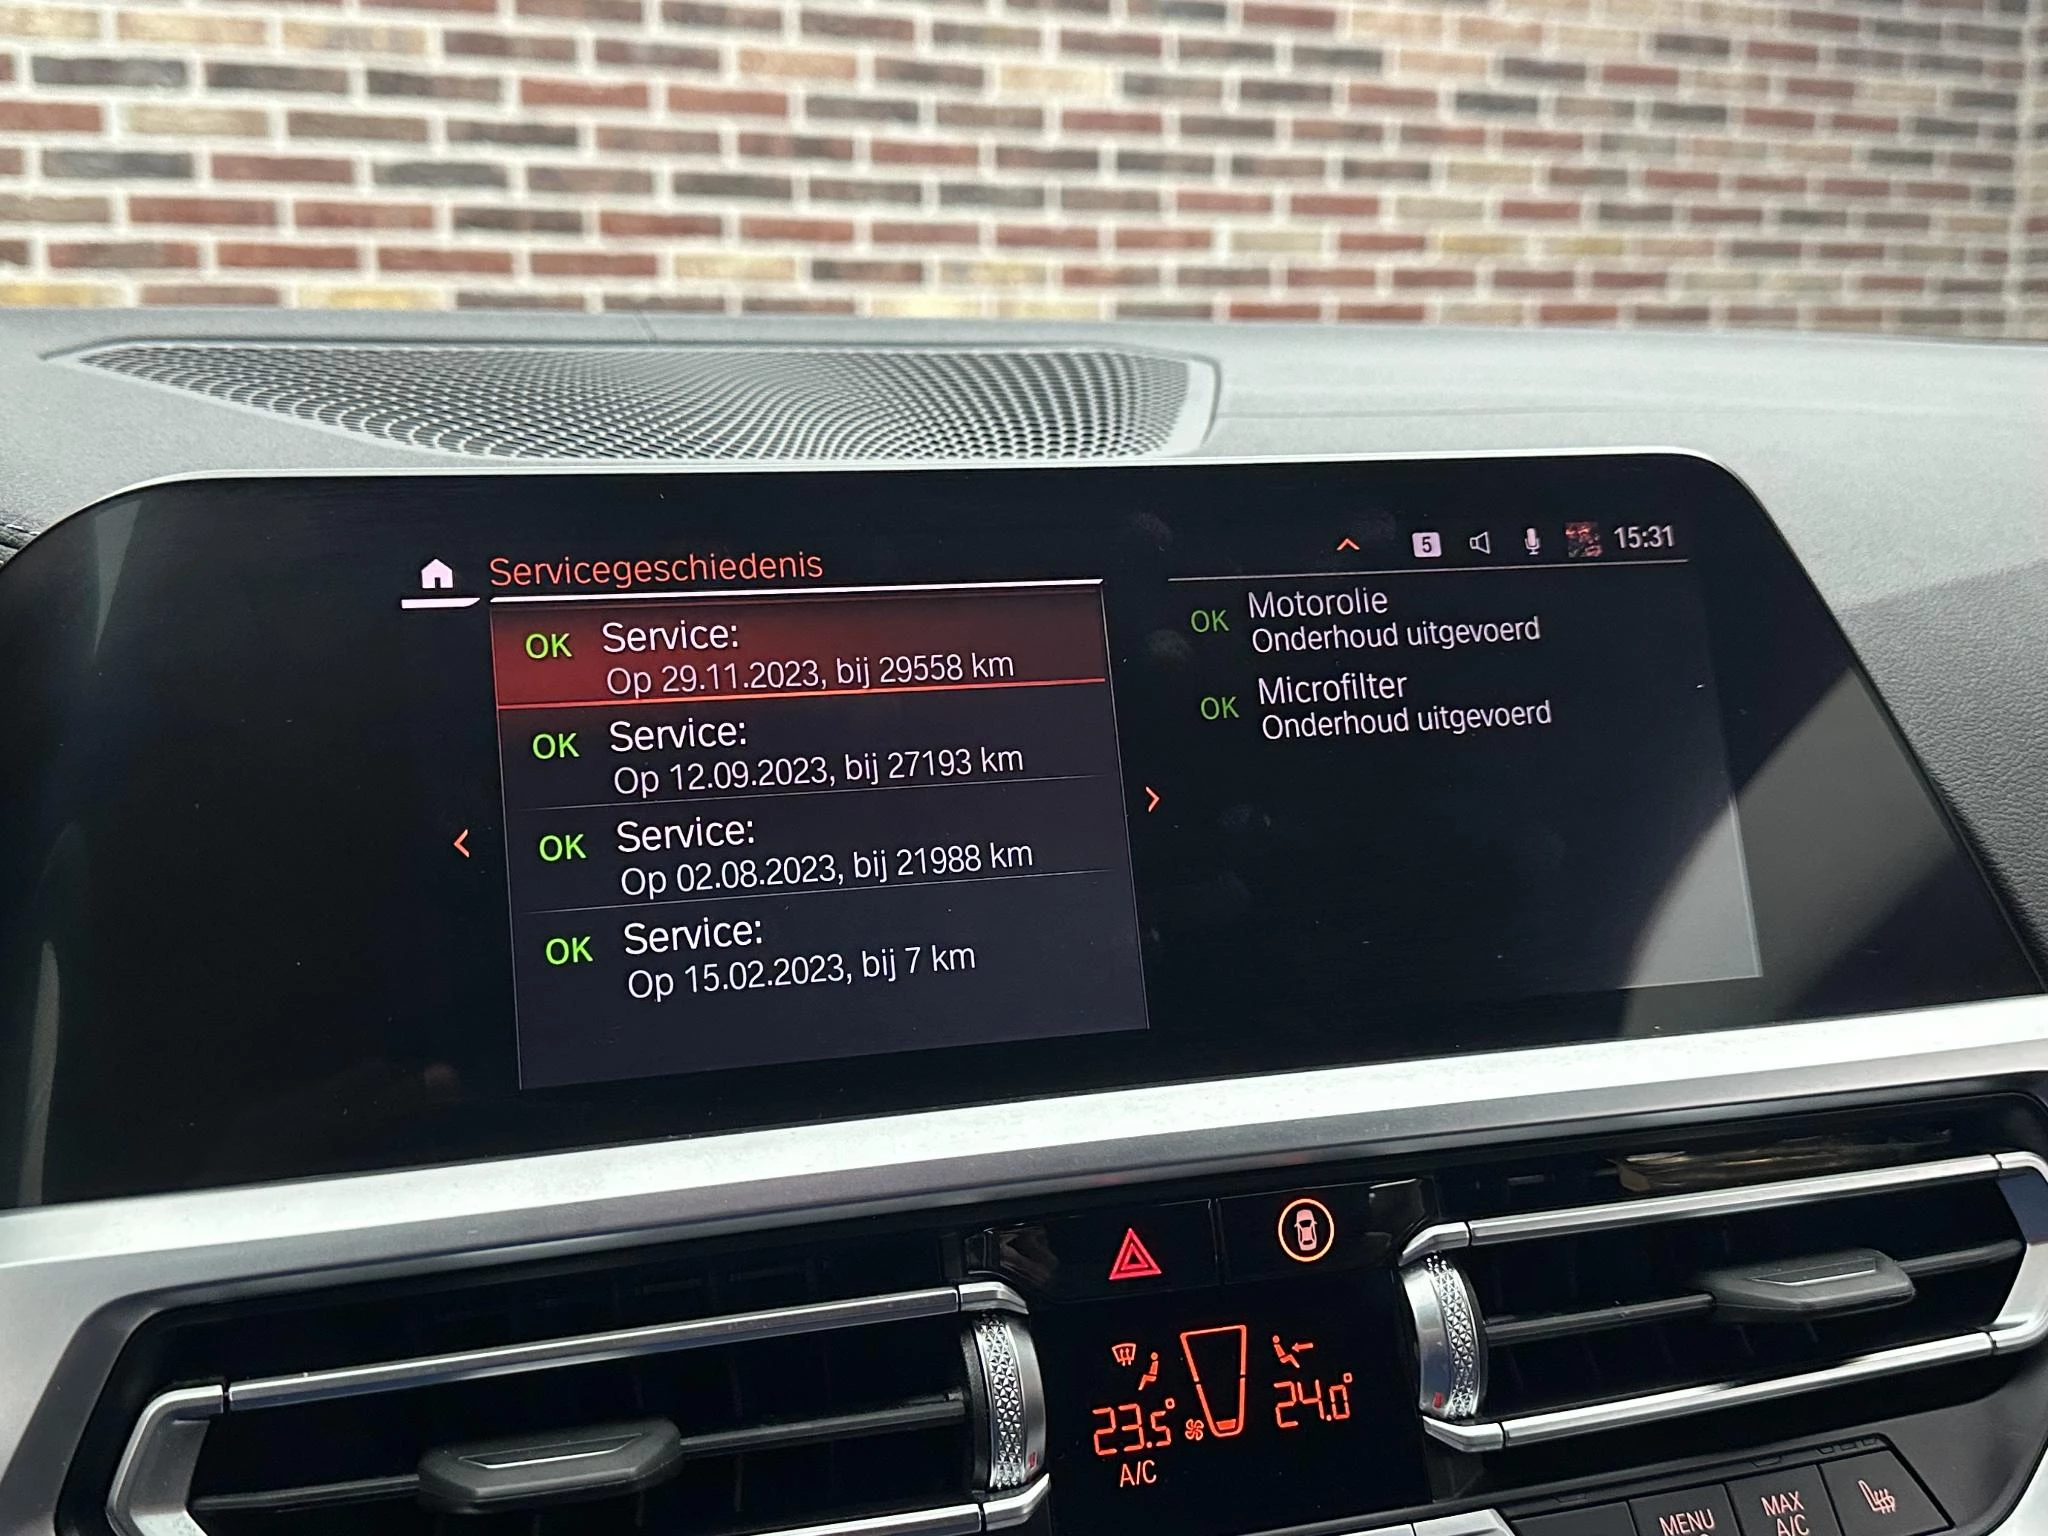 Servicegeschiedenis
5
15:31
OK Service:
Op 29.11.2023, bij 29558 km
OK Service:
Op 12.09.2023, bij 27193 km
OK Service:
Op 02.08.2023, bij 21988 km
OK Service:
Op 15.02.2023, bij 7 km
OK Motorolie
Onderhoud uitgevoerd
OK Microfilter
Onderhoud uitgevoerd
23.5°
24.0°
A/C
MENU
MAX
A/C